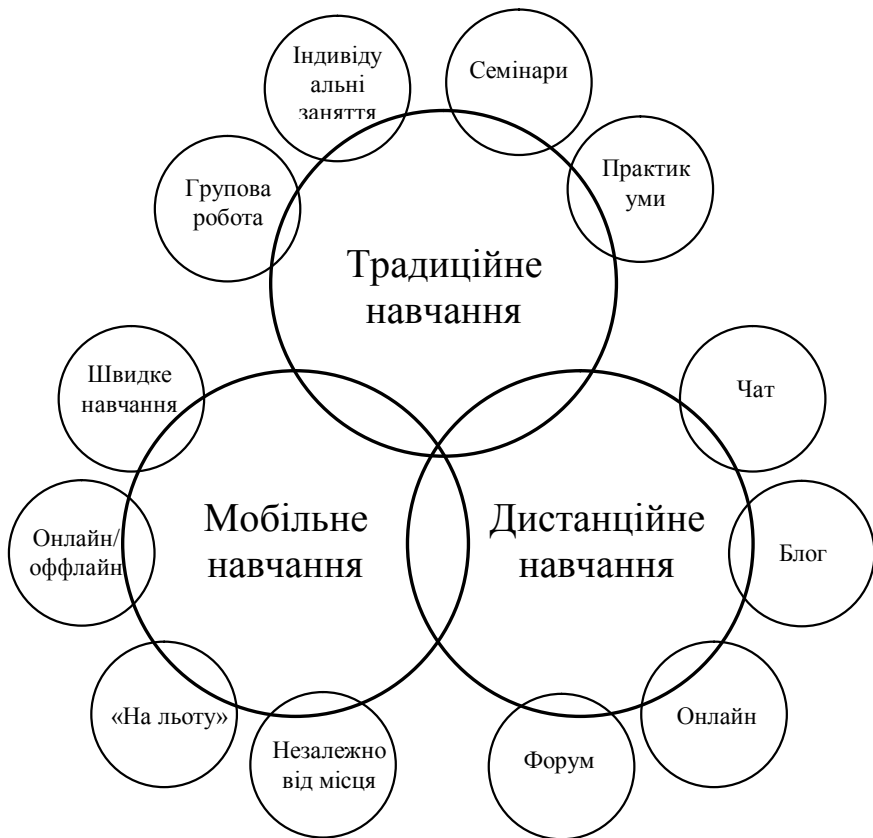 Індивіду
альні
заняття
Семінари
Групова
робота
Практик
уми
Традиційне
навчання
Швидке
навчання
Чат
Онлайн/
оффлайн
Мобільне
навчання
Дистанційне
навчання
Блог
«На льоту»
Незалежно
від місця
Форум
Онлайн